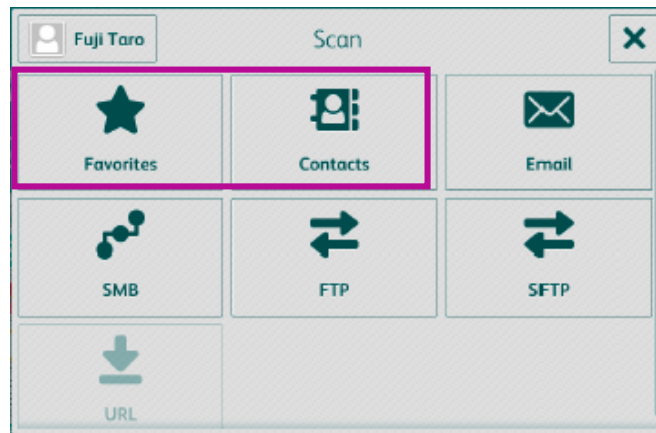 Fuji Taro
Scan
Favorites
Contacts
Email
SMB
FTP
SFTP
URL